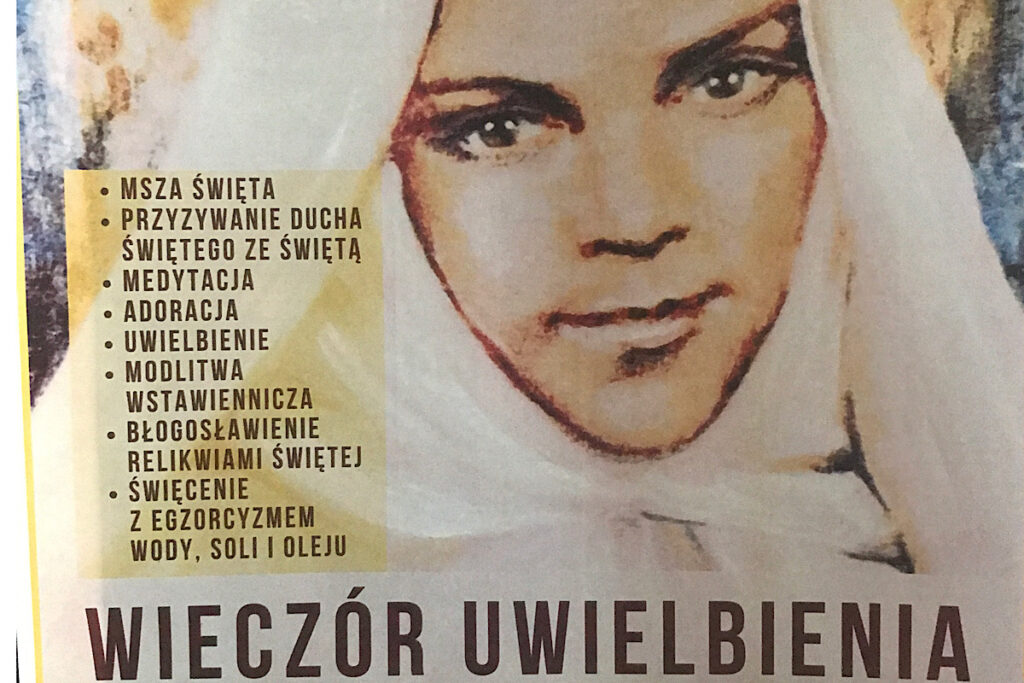 • MSZA ŚWIĘTA
• PRZYZYWANIE DUCHA
ŚWIĘTEGO ZE ŚWIĘTĄ
• MEDYTACJA
• ADORACJA
• UWIELBIENIE
• MODLITWA
WSTAWIENNICZA
• BŁOGOSŁAWIENIE
RELIKWIAMI ŚWIĘTEJ
• ŚWIĘCENIE
Z EGZORCYZMEM
WODY, SOLI I OLEJU
WIECZÓR UWIELBIENIA